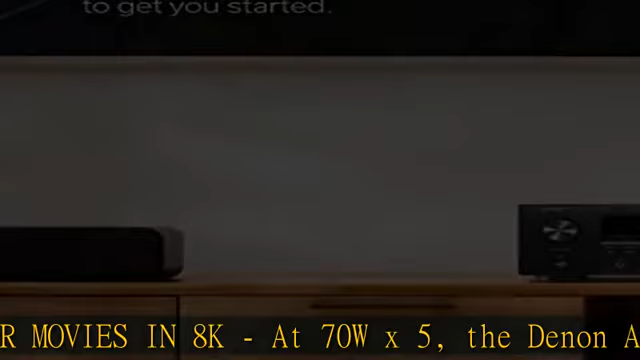 to get you started.
R MOVIES IN 8K - At 70W x 5, the Denon A